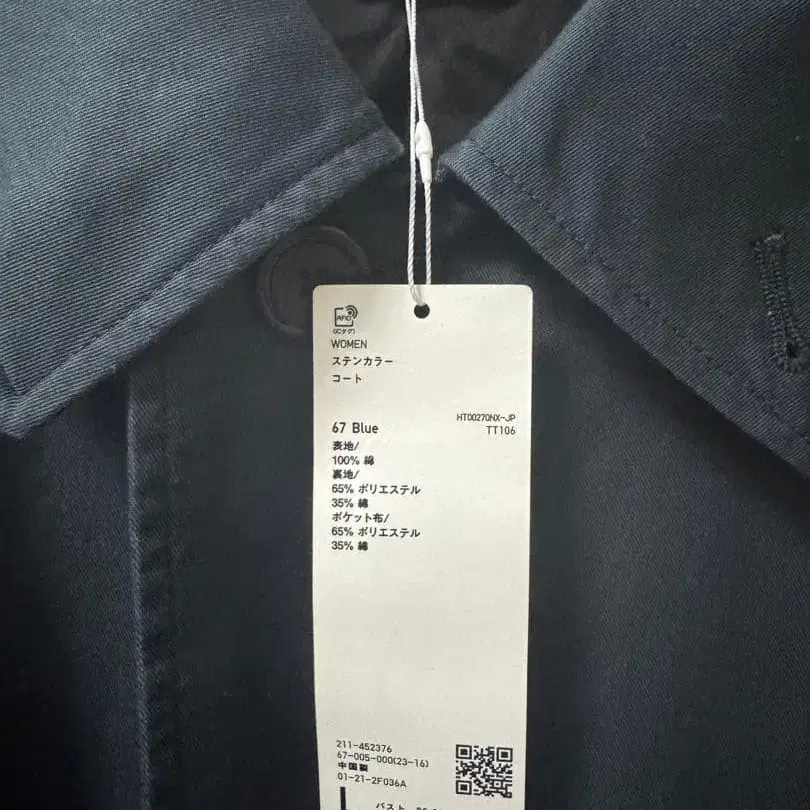 RFID
(ICタグ)
WOMEN
ステンカラー
コート
HT00270NX-JP
67 Blue
TT106
表地/
100% 綿
裏地/
65% ポリエステル
35% 綿
ポケット布/
65% ポリエステル
35% 綿
211-452376
67-005-000(23-16)
中国製
01-21-2F036A
バスト